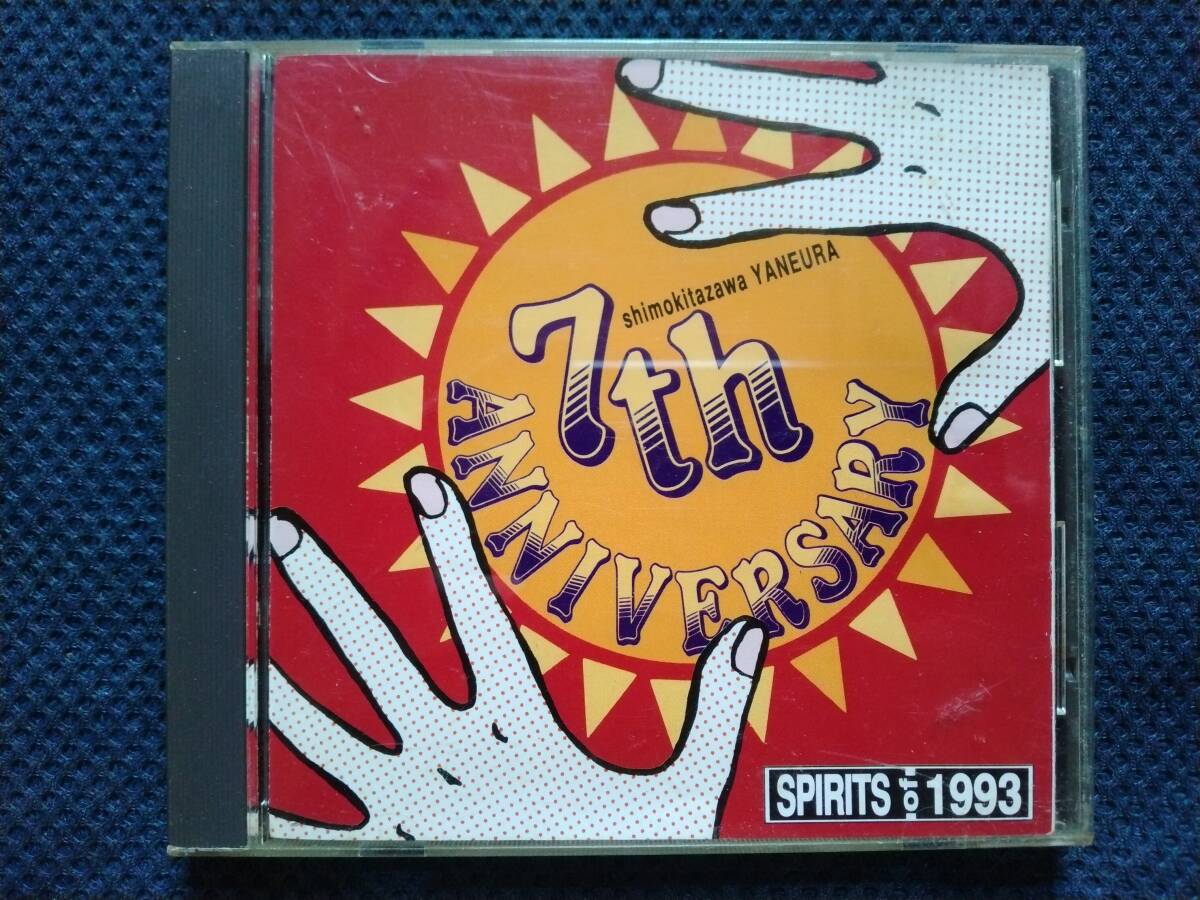 shimokitazawa YANEURA
7th
ANNIVERSARY
SPIRITS of 1993